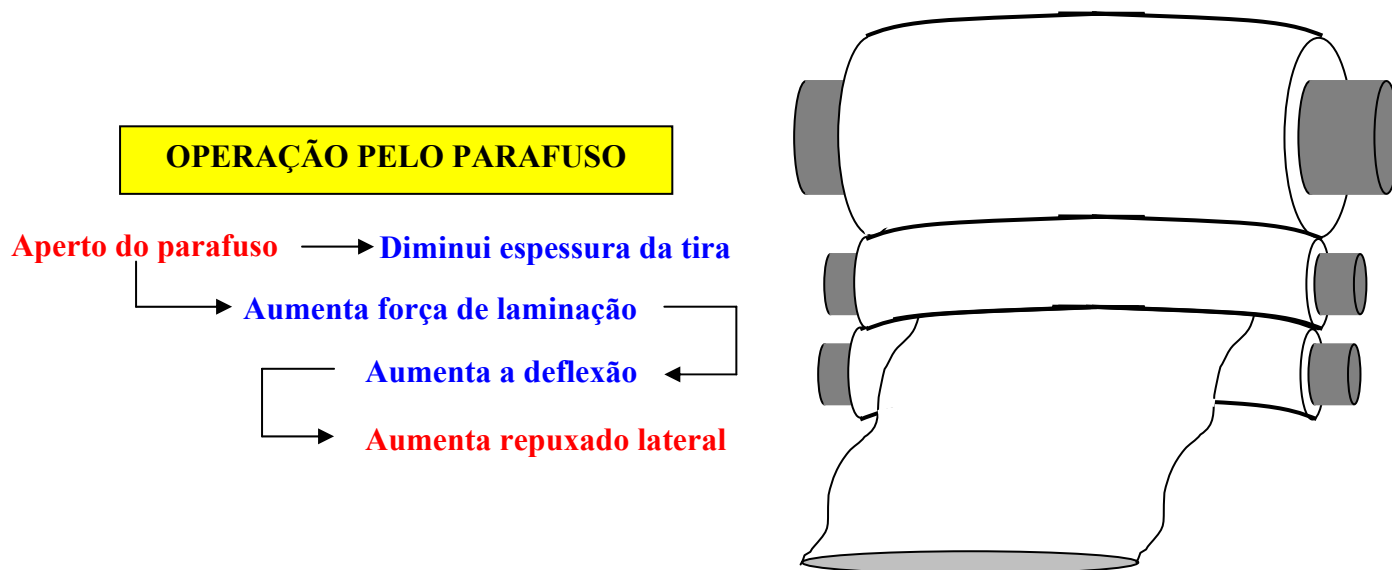 OPERAÇÃO PELO PARAFUSO
Aperto do parafuso
Diminui espessura da tira
Aumenta força de laminação
Aumenta a deflexão
Aumenta repuxado lateral